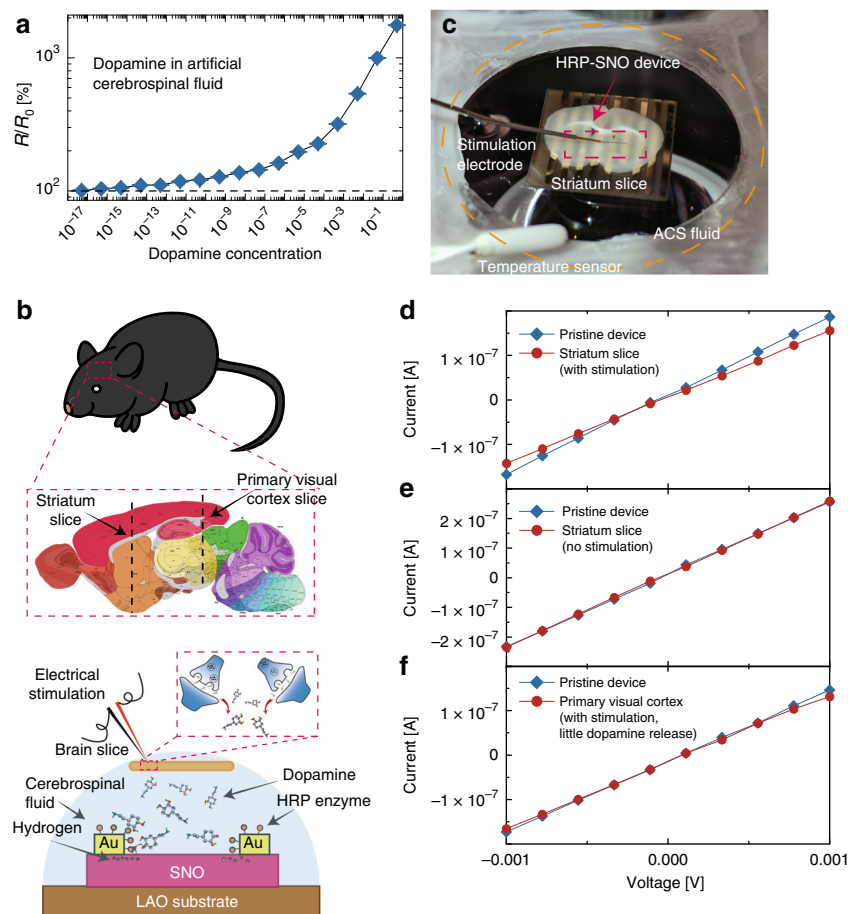 a
Dopamine in artificial
cerebrospinal fluid
R/R₀ [%]
10³
10²
10⁻¹⁷
10⁻¹⁵
10⁻¹³
10⁻¹¹
10⁻⁹
10⁻⁷
10⁻⁵
10⁻³
10⁻¹
Dopamine concentration
c
HRP-SNO device
Stimulation
electrode
Striatum slice
ACS fluid
Temperature sensor
b
Striatum
slice
Primary visual
cortex slice
Electrical
stimulation
Brain slice
Cerebrospinal
fluid
Hydrogen
Dopamine
HRP enzyme
Au
Au
SNO
LAO substrate
d
Pristine device
Striatum slice
(with stimulation)
Current [A]
1 × 10⁻⁷
0
−1 × 10⁻⁷
e
Pristine device
Striatum slice
(no stimulation)
Current [A]
2 × 10⁻⁷
1 × 10⁻⁷
0
−1 × 10⁻⁷
−2 × 10⁻⁷
f
Pristine device
Primary visual cortex
(with stimulation,
little dopamine release)
Current [A]
1 × 10⁻⁷
0
−1 × 10⁻⁷
−0.001
0.000
0.001
Voltage [V]